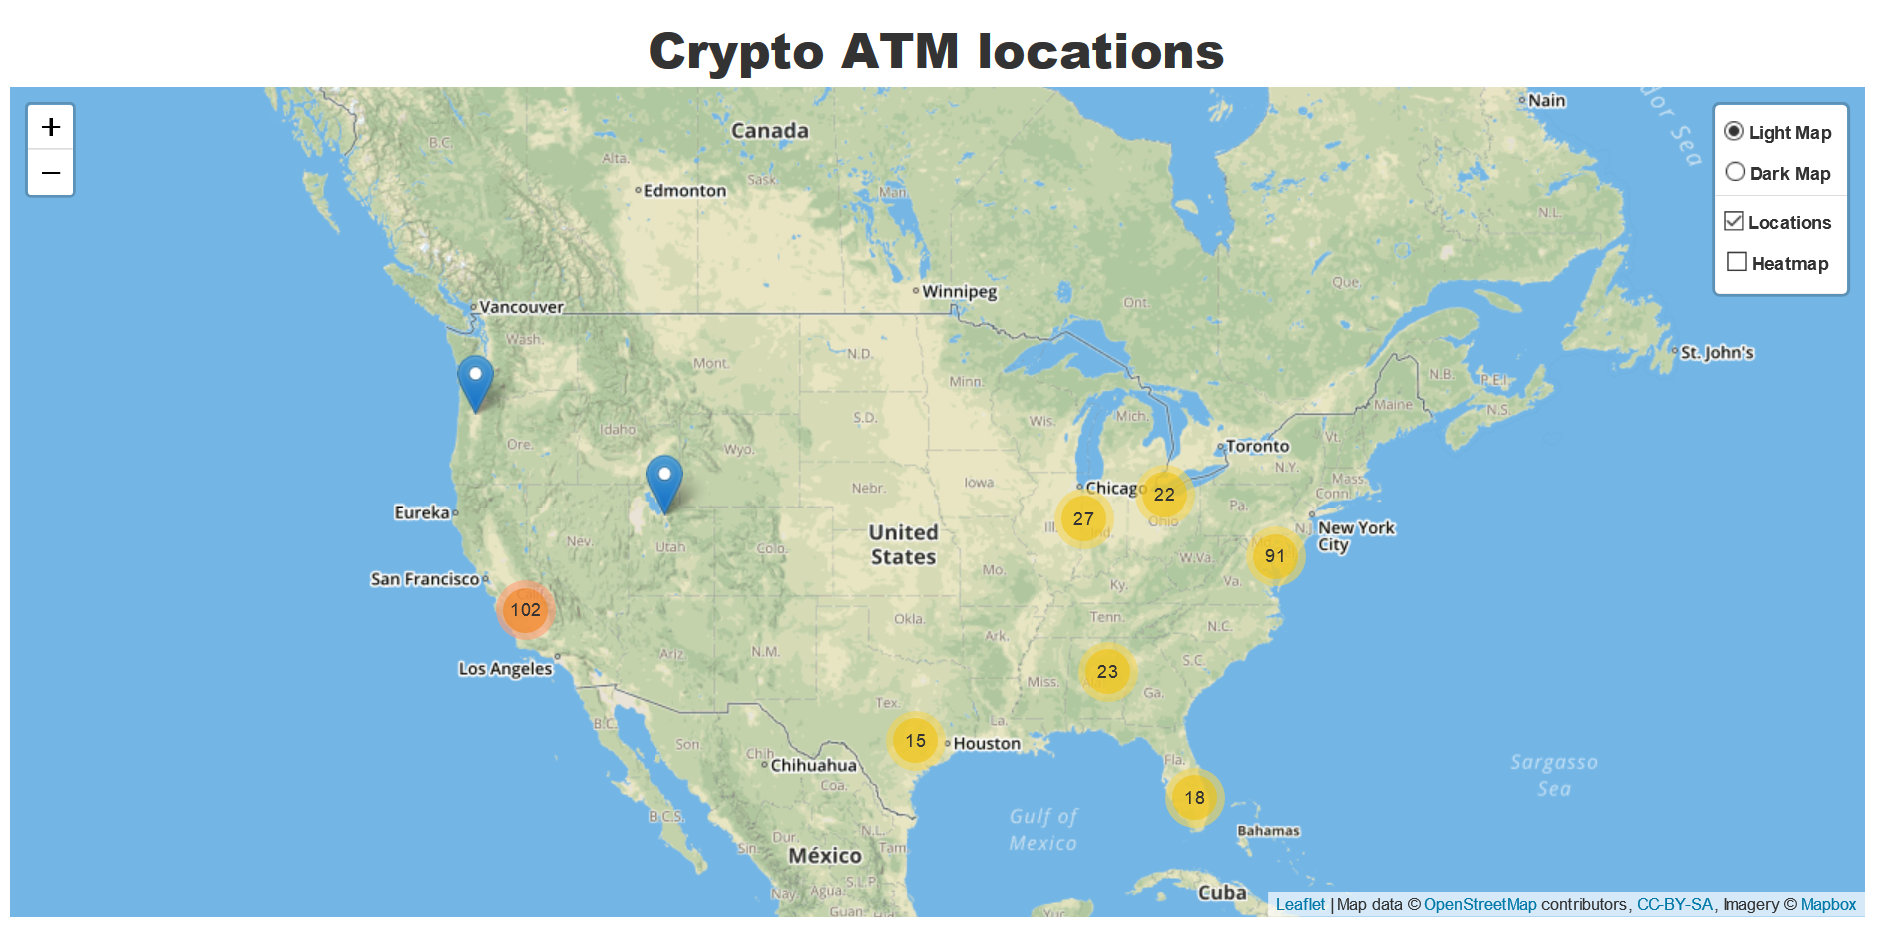 Crypto ATM locations
+
−
Light Map
Dark Map
Locations
Heatmap
Nain
Canada
B.C.
Alta.
Edmonton
Sask.
Man.
N.L.
Winnipeg
Ont.
Que.
Vancouver
Wash.
St. John's
Mont.
N.D.
Minn.
N.B.
P.E.I.
Maine
N.S.
S.D.
Wis.
Mich.
Idaho
Ore.
Wyo.
Toronto
Vt.
N.Y.
Mass.
Conn.
Nebr.
Iowa
Chicago
22
Pa.
Eureka
27
Ill.
Ind.
Ohio
N.J.
New York
City
United
States
Nev.
Utah
Colo.
W.Va.
91
San Francisco
Mo.
Ky.
Va.
102
Calif.
Okla.
Tenn.
N.C.
Ark.
Los Angeles
Ariz.
N.M.
S.C.
23
Miss.
Ga.
Tex.
La.
B.C.
Son.
15
Houston
Chih.
Chihuahua
Fla.
Coa.
18
Sargasso
Sea
B.C.S.
Gulf of
Mexico
Bahamas
Dur.
N.L.
Sin.
México
Tam.
Nay.
Agua.
S.L.P.
Cuba
Guan.
Hid.
Yuc.
Leaflet | Map data © OpenStreetMap contributors, CC-BY-SA, Imagery © Mapbox